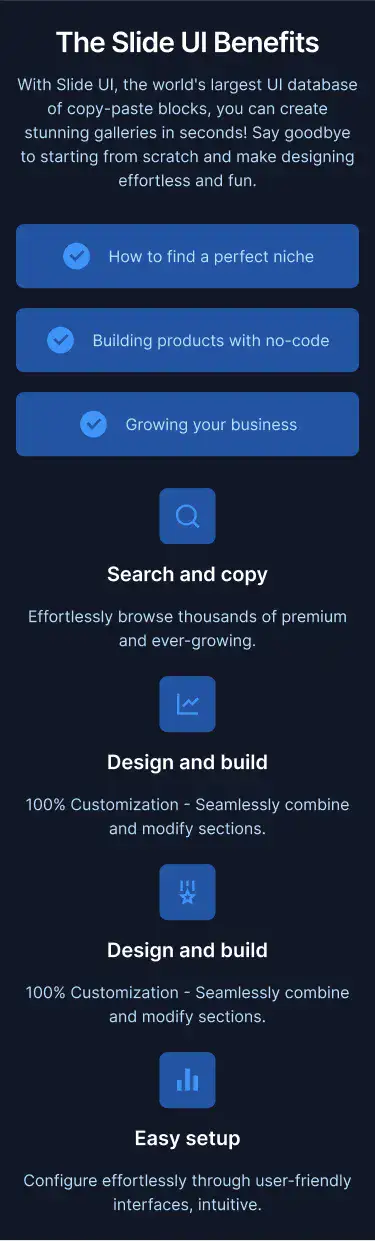 The Slide UI Benefits
With Slide UI, the world's largest UI database
of copy-paste blocks, you can create
stunning galleries in seconds! Say goodbye
to starting from scratch and make designing
effortless and fun.
How to find a perfect niche
Building products with no-code
Growing your business
Search and copy
Effortlessly browse thousands of premium
and ever-growing.
Design and build
100% Customization - Seamlessly combine
and modify sections.
Design and build
100% Customization - Seamlessly combine
and modify sections.
Easy setup
Configure effortlessly through user-friendly
interfaces, intuitive.